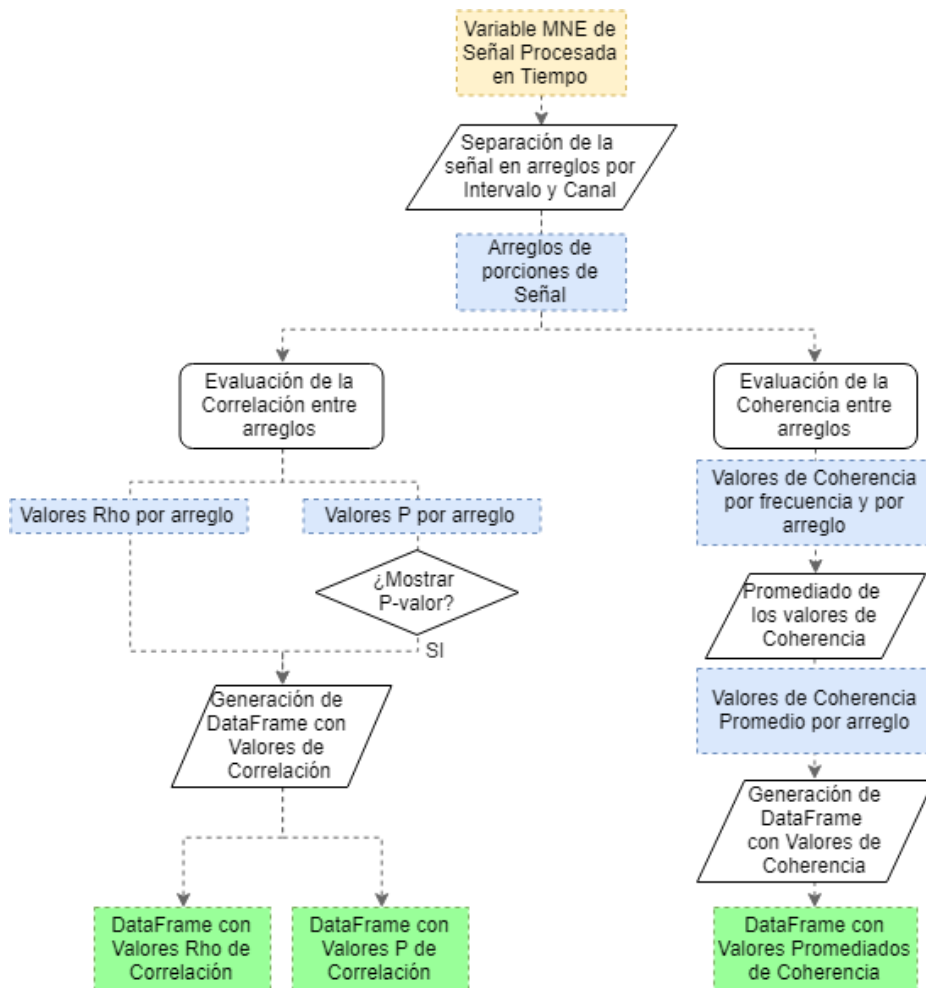 Variable MNE de
Señal Procesada
en Tiempo
Separación de la
señal en arreglos por
Intervalo y Canal
Arreglos de
porciones de
Señal
Evaluación de la
Correlación entre
arreglos
Evaluación de la
Coherencia entre
arreglos
Valores Rho por arreglo
Valores P por arreglo
Valores de Coherencia
por frecuencia y por
arreglo
¿Mostrar
P-valor?
SI
Promediado de
los valores de
Coherencia
Generación de
DataFrame con
Valores de
Correlación
Valores de Coherencia
Promedio por arreglo
Generación de
DataFrame
con Valores de
Coherencia
DataFrame con
Valores Rho de
Correlación
DataFrame con
Valores P de
Correlación
DataFrame con
Valores Promediados
de Coherencia